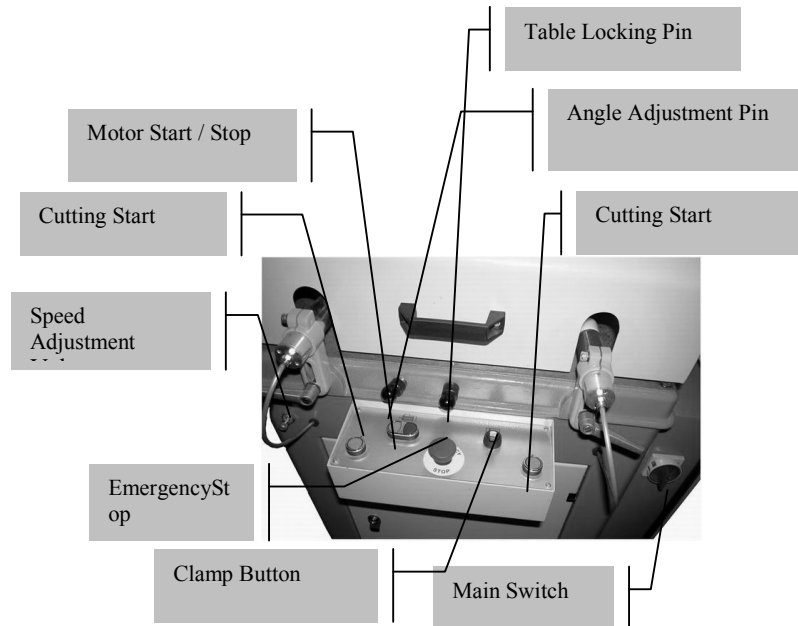 Table Locking Pin
Motor Start / Stop
Angle Adjustment Pin
Cutting Start
Cutting Start
Speed
Adjustment
EmergencySt
op
STOP
Clamp Button
Main Switch